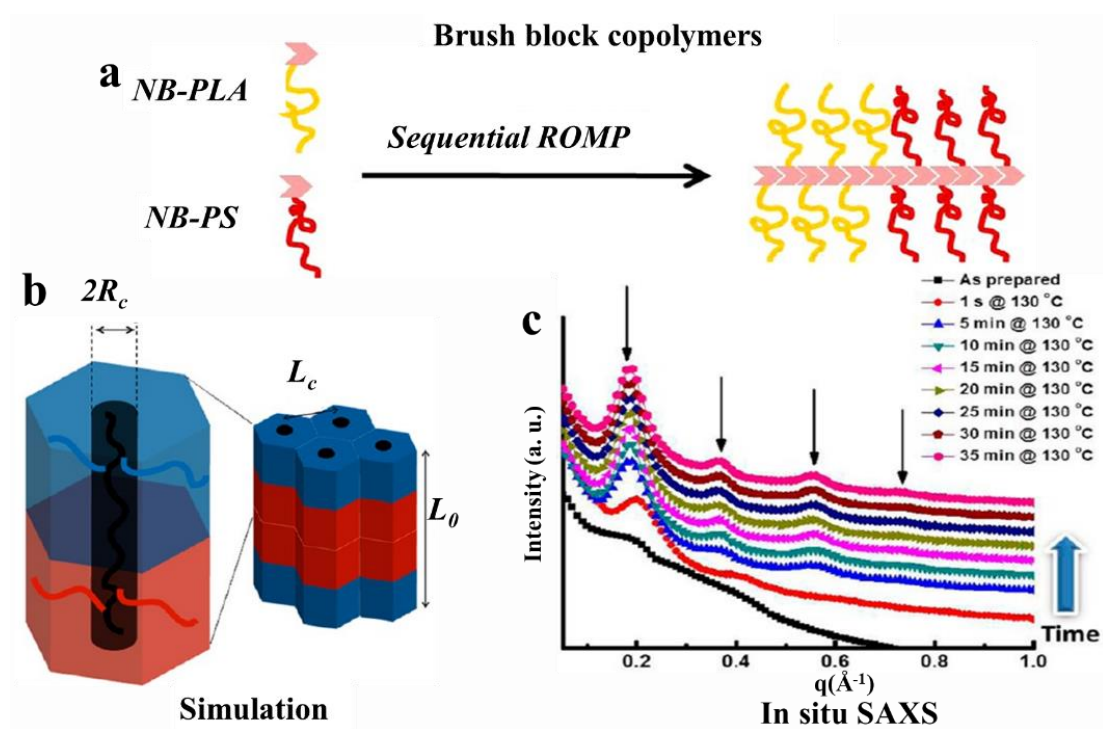 Brush block copolymers
a
NB-PLA
Sequential ROMP
NB-PS
b
2Rc
Lc
L0
Simulation
c
As prepared
1 s @ 130 °C
5 min @ 130 °C
10 min @ 130 °C
15 min @ 130 °C
20 min @ 130 °C
25 min @ 130 °C
30 min @ 130 °C
35 min @ 130 °C
Intensity (a. u.)
Time
0.2 0.4 0.6 0.8 1.0
q(Å-1)
In situ SAXS